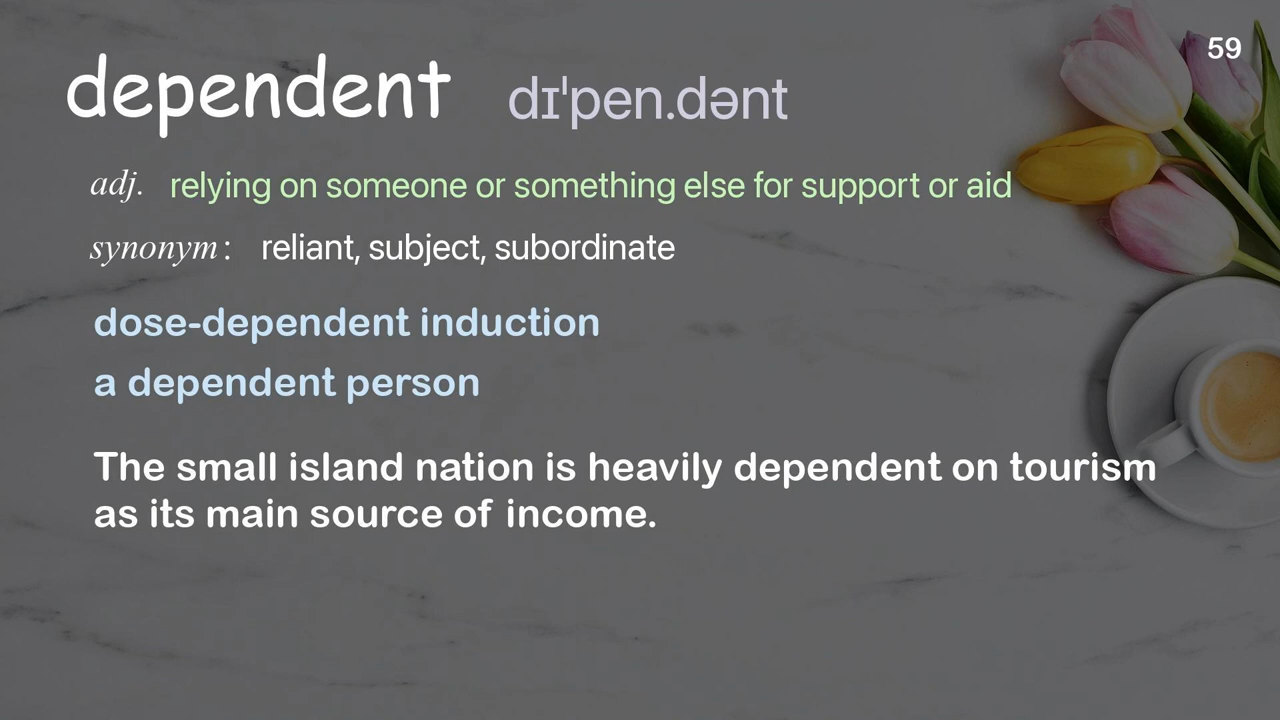 59
dependent dɪˈpen.dənt
adj. relying on someone or something else for support or aid
synonym: reliant, subject, subordinate
dose-dependent induction
a dependent person
The small island nation is heavily dependent on tourism
as its main source of income.